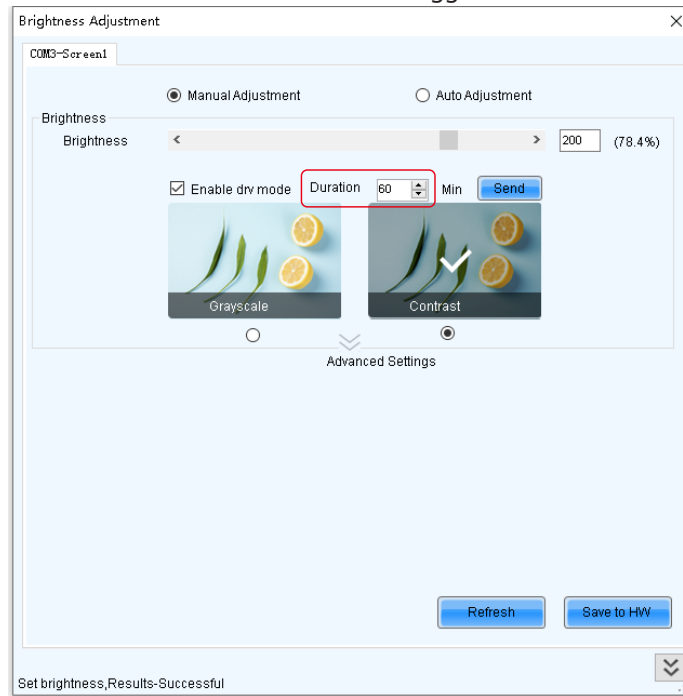 gg
Brightness Adjustment
COM3-Screen1
Manual Adjustment Auto Adjustment
Brightness
Brightness 200 (78.4%)
Enable drv mode Duration 60 Min Send
Grayscale Contrast
Advanced Settings
Refresh Save to HW
Set brightness,Results-Successful